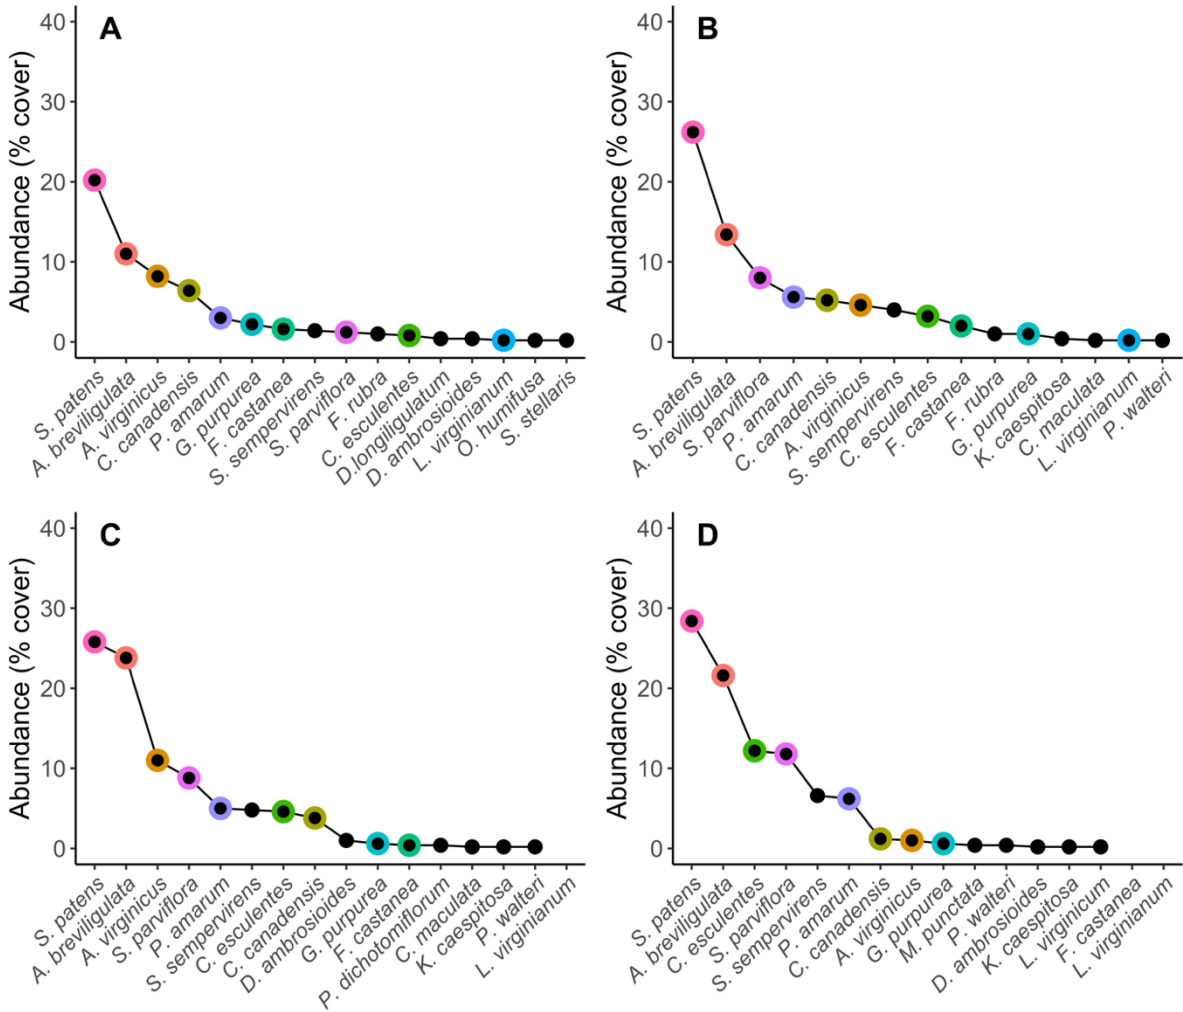 A
Abundance (% cover)
40
30
20
10
0
S. patens
A. breviligulata
A. virginicus
C. canadensis
P. amarum
G. purpurea
F. castanea
S. sempervirens
S. parviflora
F. rubra
C. esculentes
D.longiligulatum
D. ambrosioides
L. virginianum
O. humifusa
S. stellaris
B
Abundance (% cover)
40
30
20
10
0
S. patens
A. breviligulata
S. parviflora
P. amarum
C. canadensis
A. virginicus
S. sempervirens
C. esculentes
F. castanea
F. rubra
G. purpurea
K. caespitosa
C. maculata
L. virginianum
P. walteri
C
Abundance (% cover)
40
30
20
10
0
S. patens
A. breviligulata
A. virginicus
S. parviflora
P. amarum
S. sempervirens
C. esculentes
C. canadensis
D. ambrosioides
G. purpurea
F. castanea
P. dichotomiflorum
C. maculata
K. caespitosa
P. walteri
L. virginianum
D
Abundance (% cover)
40
30
20
10
0
S. patens
A. breviligulata
C. esculentes
S. parviflora
S. sempervirens
P. amarum
C. canadensis
A. virginicus
G. purpurea
M. punctata
P. walteri
D. ambrosioides
K. caespitosa
L. virginicum
F. castanea
L. virginianum